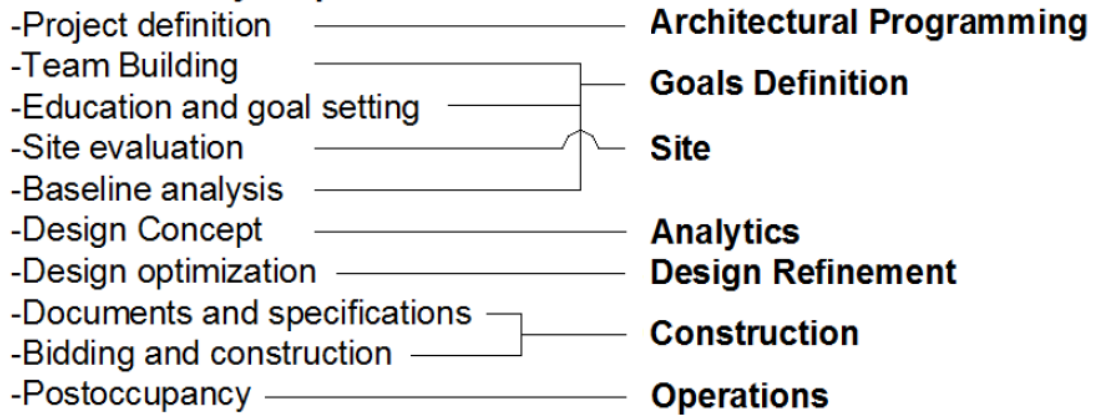 -Project definition
Architectural Programming
-Team Building
Goals Definition
-Education and goal setting
-Site evaluation
Site
-Baseline analysis
-Design Concept
Analytics
-Design optimization
Design Refinement
-Documents and specifications
Construction
-Bidding and construction
-Postoccupancy
Operations